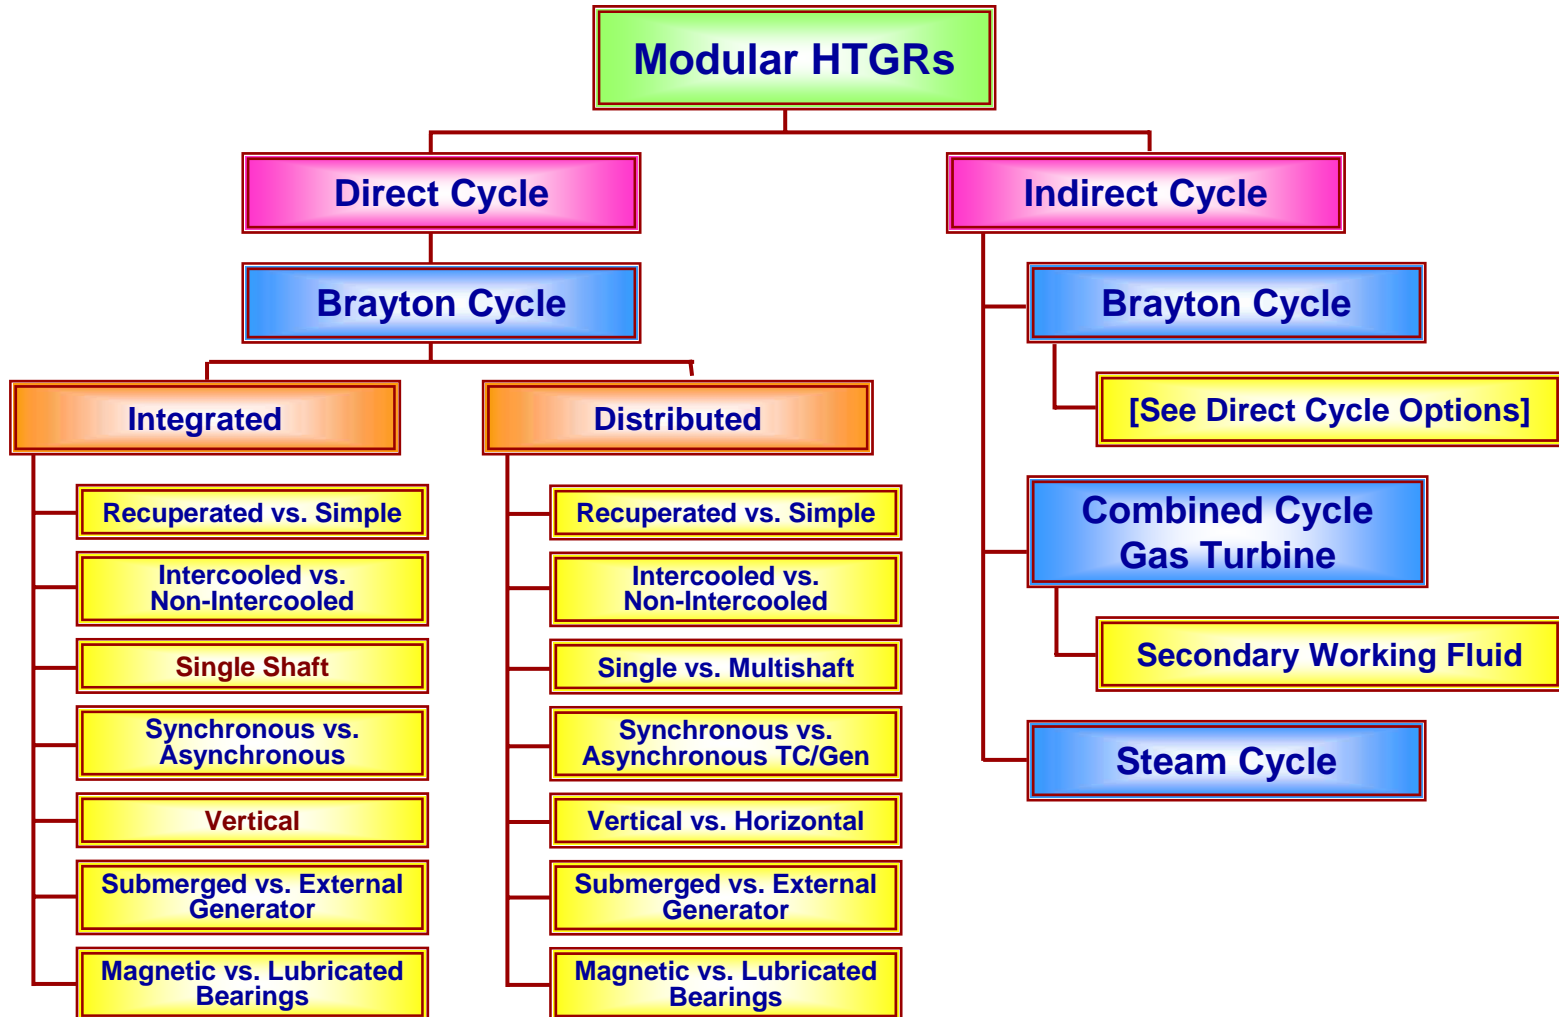 Modular HTGRs
Direct Cycle
Indirect Cycle
Brayton Cycle
Brayton Cycle
Integrated
Distributed
[See Direct Cycle Options]
Recuperated vs. Simple
Intercooled vs.
Non-Intercooled
Single Shaft
Synchronous vs.
Asynchronous
Vertical
Submerged vs. External
Generator
Magnetic vs. Lubricated
Bearings
Recuperated vs. Simple
Intercooled vs.
Non-Intercooled
Single vs. Multishaft
Synchronous vs.
Asynchronous TC/Gen
Vertical vs. Horizontal
Submerged vs. External
Generator
Magnetic vs. Lubricated
Bearings
Combined Cycle
Gas Turbine
Secondary Working Fluid
Steam Cycle